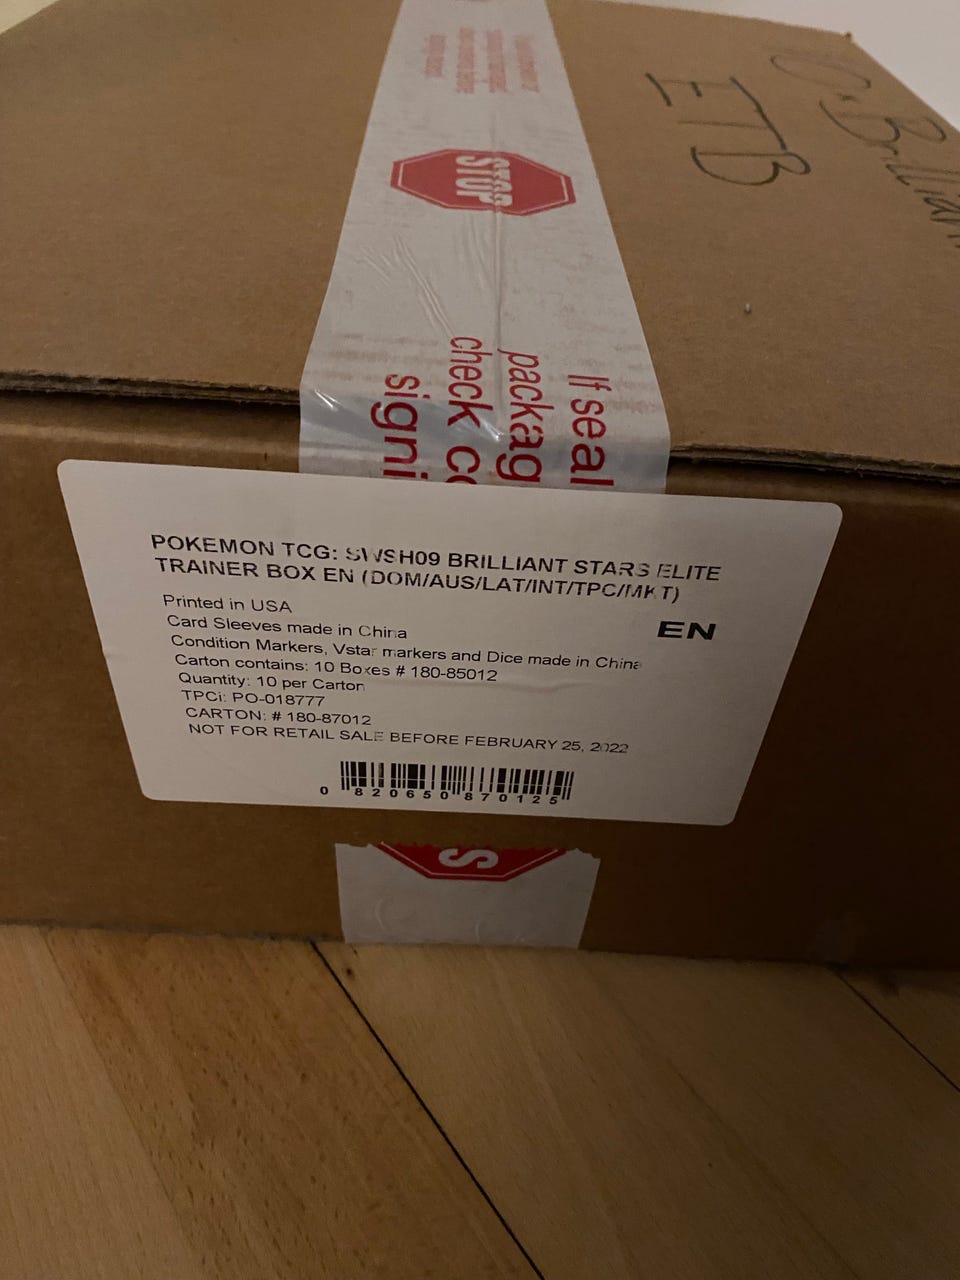 ETB
STOP
If seal
packag
check co
signi
POKEMON TCG: SWSH09 BRILLIANT STARS ELITE
TRAINER BOX EN (DOM/AUS/LAT/INT/TPC/MKT)
EN
Printed in USA
Card Sleeves made in China
Condition Markers, Vstar markers and Dice made in China
Carton contains: 10 Boxes # 180-85012
Quantity: 10 per Carton
TPCi: PO-018777
CARTON: # 180-87012
NOT FOR RETAIL SALE BEFORE FEBRUARY 25, 2022
0 820650 870125
S